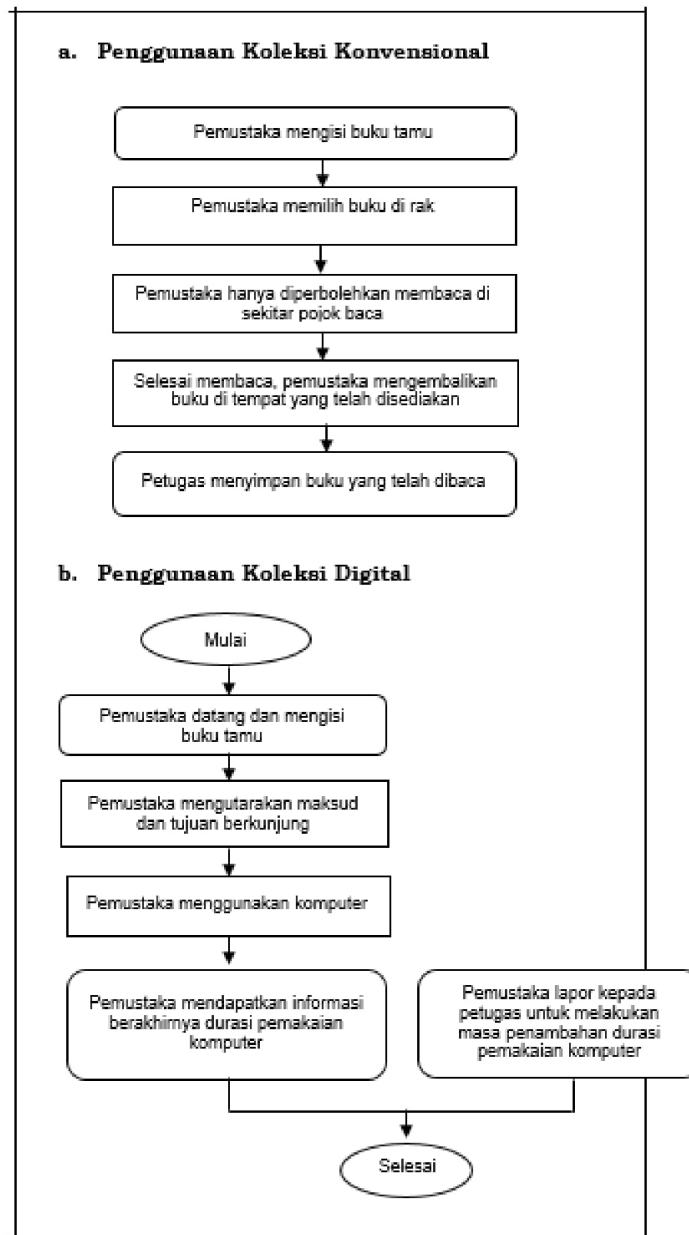 a. Penggunaan Koleksi Konvensional
Pemustaka mengisi buku tamu
Pemustaka memilih buku di rak
Pemustaka hanya diperbolehkan membaca di
sekitar pojok baca
Selesai membaca, pemustaka mengembalikan
buku di tempat yang telah disediakan
Petugas menyimpan buku yang telah dibaca
b. Penggunaan Koleksi Digital
Mulai
Pemustaka datang dan mengisi
buku tamu
Pemustaka mengutarakan maksud
dan tujuan berkunjung
Pemustaka menggunakan komputer
Pemustaka mendapatkan informasi
berakhirnya durasi pemakaian
komputer
Pemustaka lapor kepada
petugas untuk melakukan
masa penambahan durasi
pemakaian komputer
Selesai